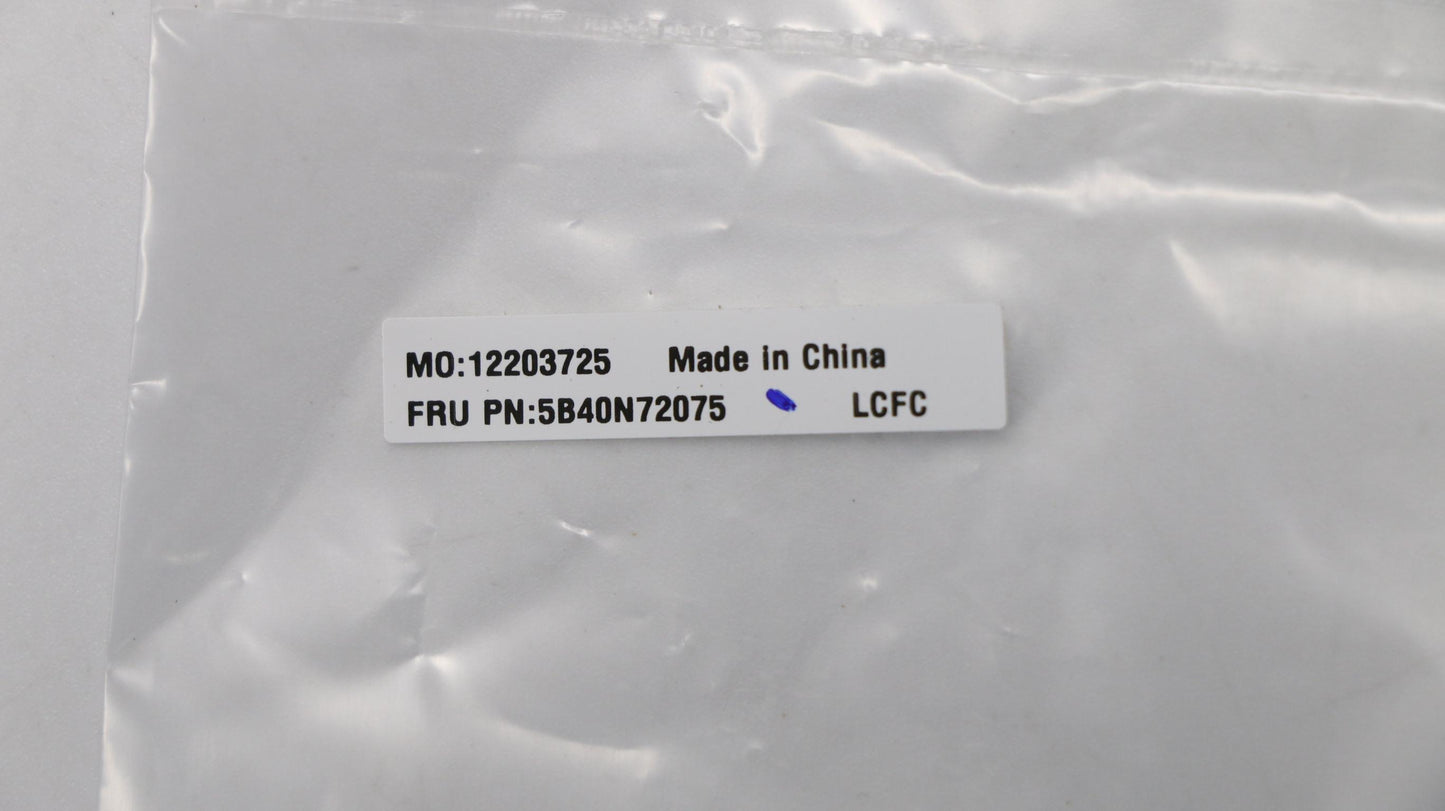 MO:12203725 Made in China
FRU PN:5B40N72075 LCFC